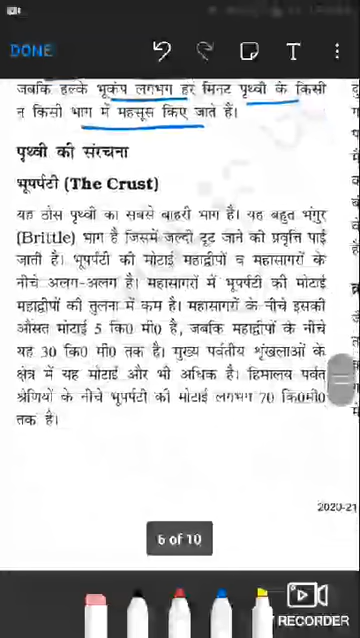 DONE
T
जबकि हल्के भूकंप लगभग हर मिनट पृथ्वी के किसी
न किसी भाग में महसूस किए जाते हैं।
पृथ्वी की संरचना
भूपर्पटी (The Crust)
यह ठोस पृथ्वी का सबसे बाहरी भाग है। यह बहुत भंगुर
(Brittle) भाग है जिसमें जल्दी टूट जाने की प्रवृत्ति पाई
जाती है। भूपर्पटी की मोटाई महाद्वीपों व महासागरों के
नीचे अलग-अलग है। महासागरों में भूपर्पटी की मोटाई
महाद्वीपों की तुलना में कम है। महासागरों के नीचे इसकी
औसत मोटाई 5 कि0 मी0 है, जबकि महाद्वीपों के नीचे
यह 30 कि0 मी0 तक है। मुख्य पर्वतीय शृंखलाओं के
क्षेत्र में यह मोटाई और भी अधिक है। हिमालय पर्वत
श्रेणियों के नीचे भूपर्पटी की मोटाई लगभग 70 कि0मी0
तक है।
2020-21
6 of 10
RECORDER